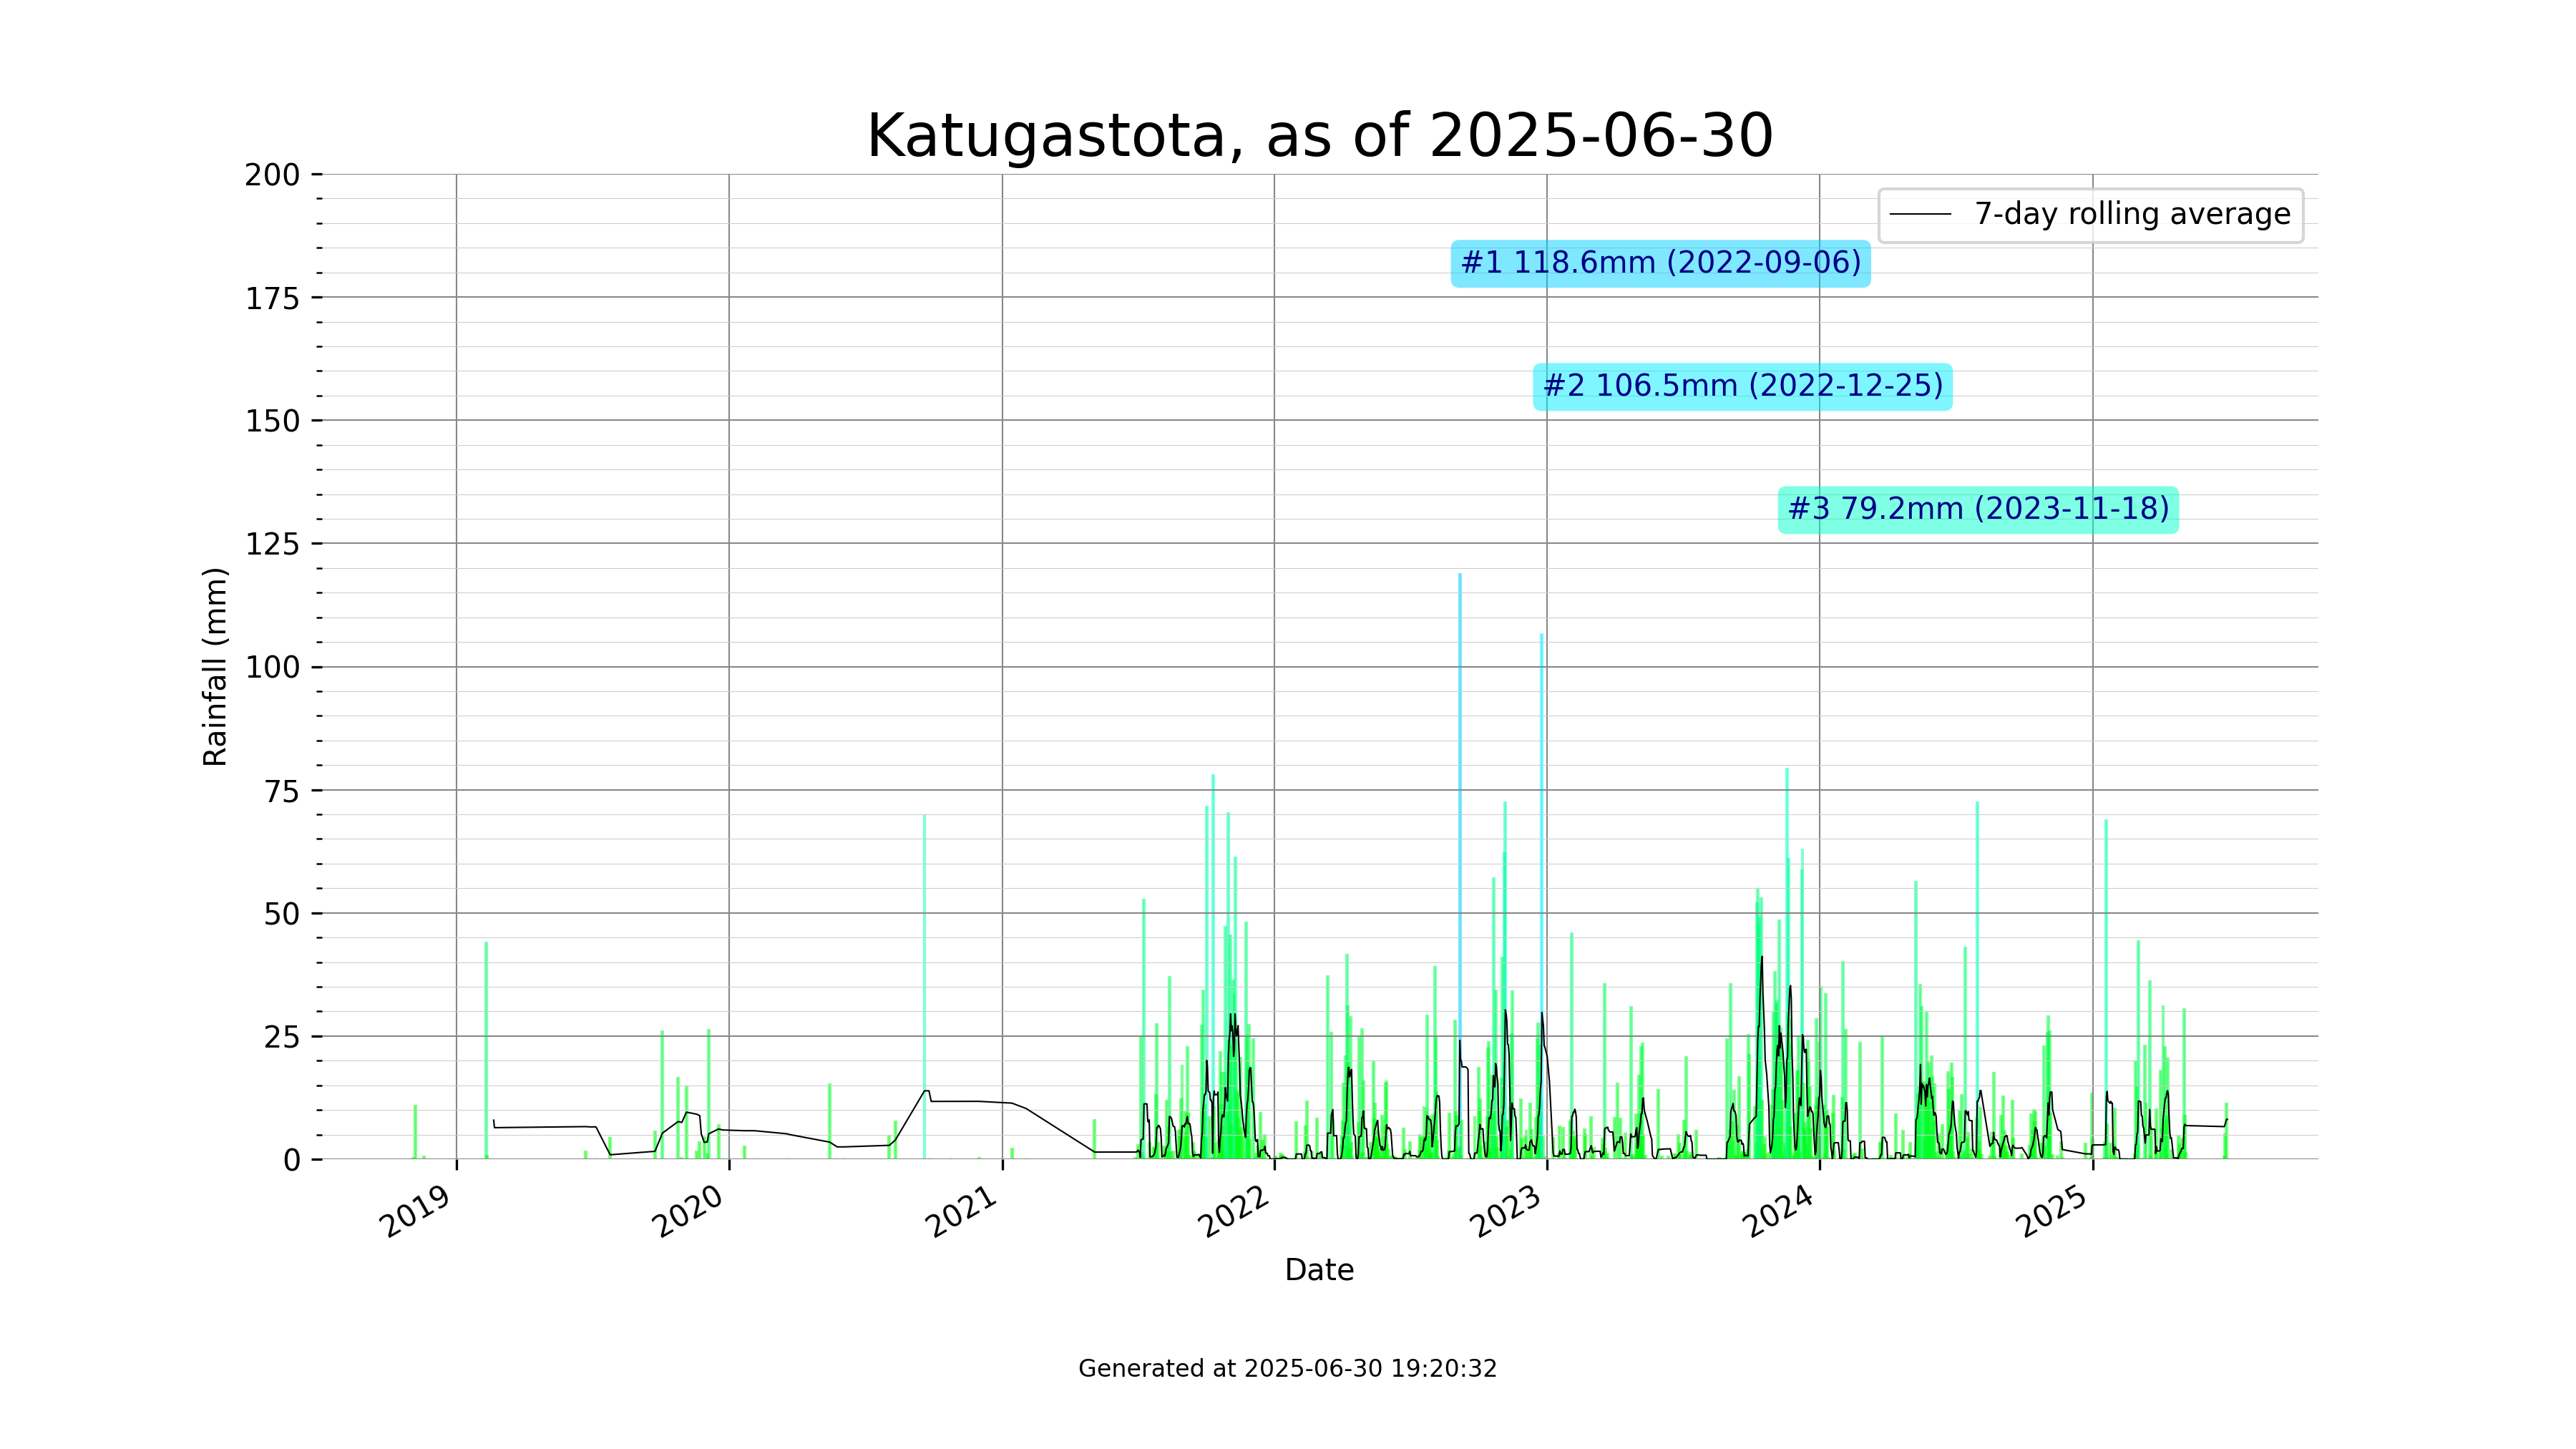 Katugastota, as of 2025-06-30
200
175
150
125
100
75
50
25
0
Rainfall (mm)
7-day rolling average
#1 118.6mm (2022-09-06)
#2 106.5mm (2022-12-25)
#3 79.2mm (2023-11-18)
2019
2020
2021
2022
2023
2024
2025
Date
Generated at 2025-06-30 19:20:32